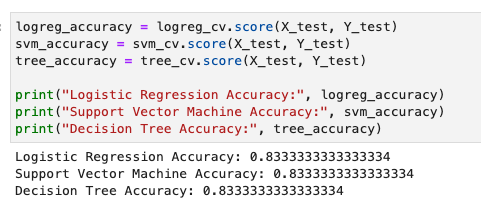 logreg_accuracy = logreg_cv.score(X_test, Y_test)
svm_accuracy = svm_cv.score(X_test, Y_test)
tree_accuracy = tree_cv.score(X_test, Y_test)
print("Logistic Regression Accuracy:", logreg_accuracy)
print("Support Vector Machine Accuracy:", svm_accuracy)
print("Decision Tree Accuracy:", tree_accuracy)
Logistic Regression Accuracy: 0.8333333333333334
Support Vector Machine Accuracy: 0.8333333333333334
Decision Tree Accuracy: 0.8333333333333334